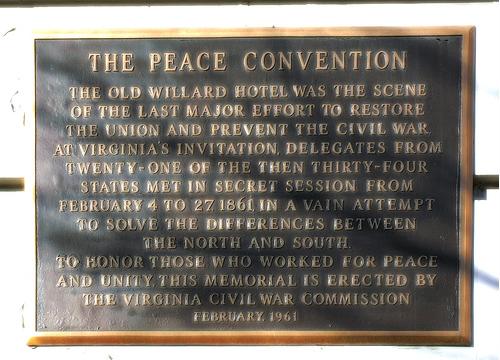 THE PEACE CONVENTION
THE OLD WILLARD HOTEL WAS THE SCENE
OF THE LAST MAJOR EFFORT TO RESTORE
THE UNION AND PREVENT THE CIVIL WAR.
AT VIRGINIA'S INVITATION, DELEGATES FROM
TWENTY-ONE OF THE THEN THIRTY-FOUR
STATES MET IN SECRET SESSION FROM
FEBRUARY 4 TO 27 1861 IN A VAIN ATTEMPT
TO SOLVE THE DIFFERENCES BETWEEN
THE NORTH AND SOUTH.
TO HONOR THOSE WHO WORKED FOR PEACE
AND UNITY, THIS MEMORIAL IS ERECTED BY
THE VIRGINIA CIVIL WAR COMMISSION
FEBRUARY, 1961